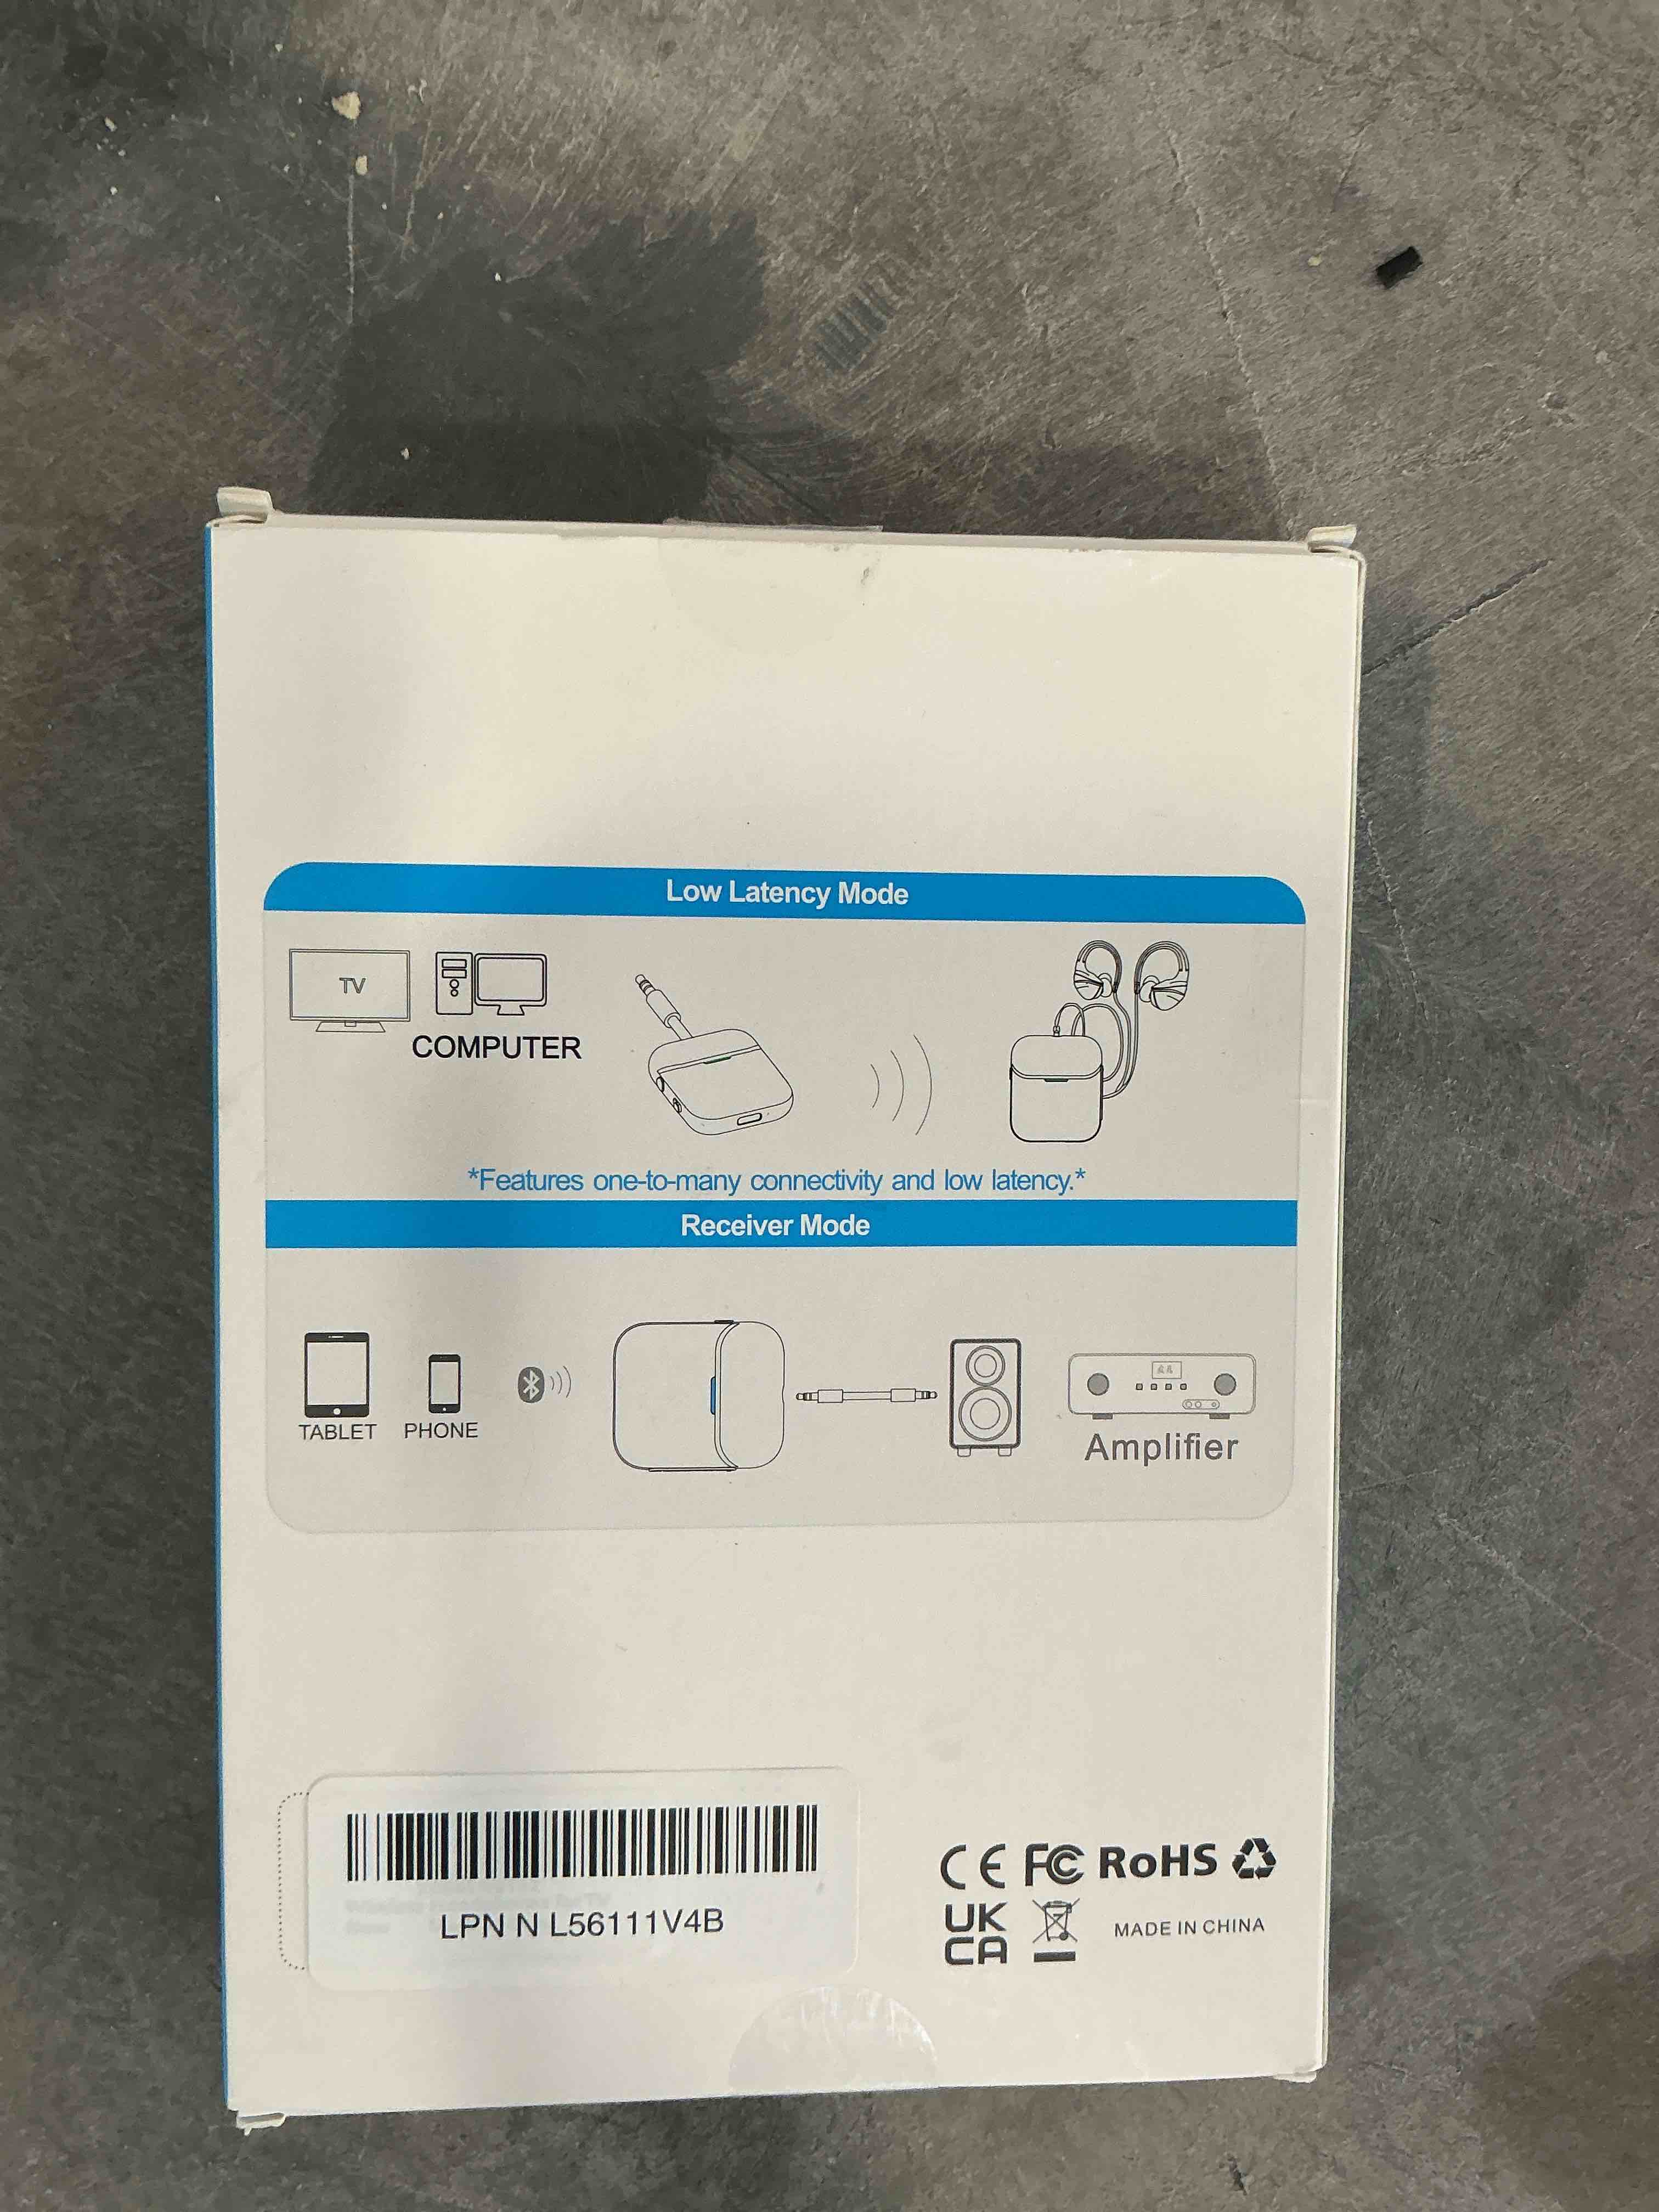 Low Latency Mode
TV
COMPUTER
*Features one-to-many connectivity and low latency.*
Receiver Mode
TABLET PHONE
Amplifier
LPN N L56111V4B
CE FC RoHS
UK
CA
MADE IN CHINA